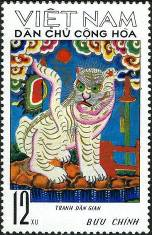 VIỆT NAM
DÂN CHỦ CỘNG HÒA
TRANH DÂN GIAN
12 XU BƯU CHÍNH